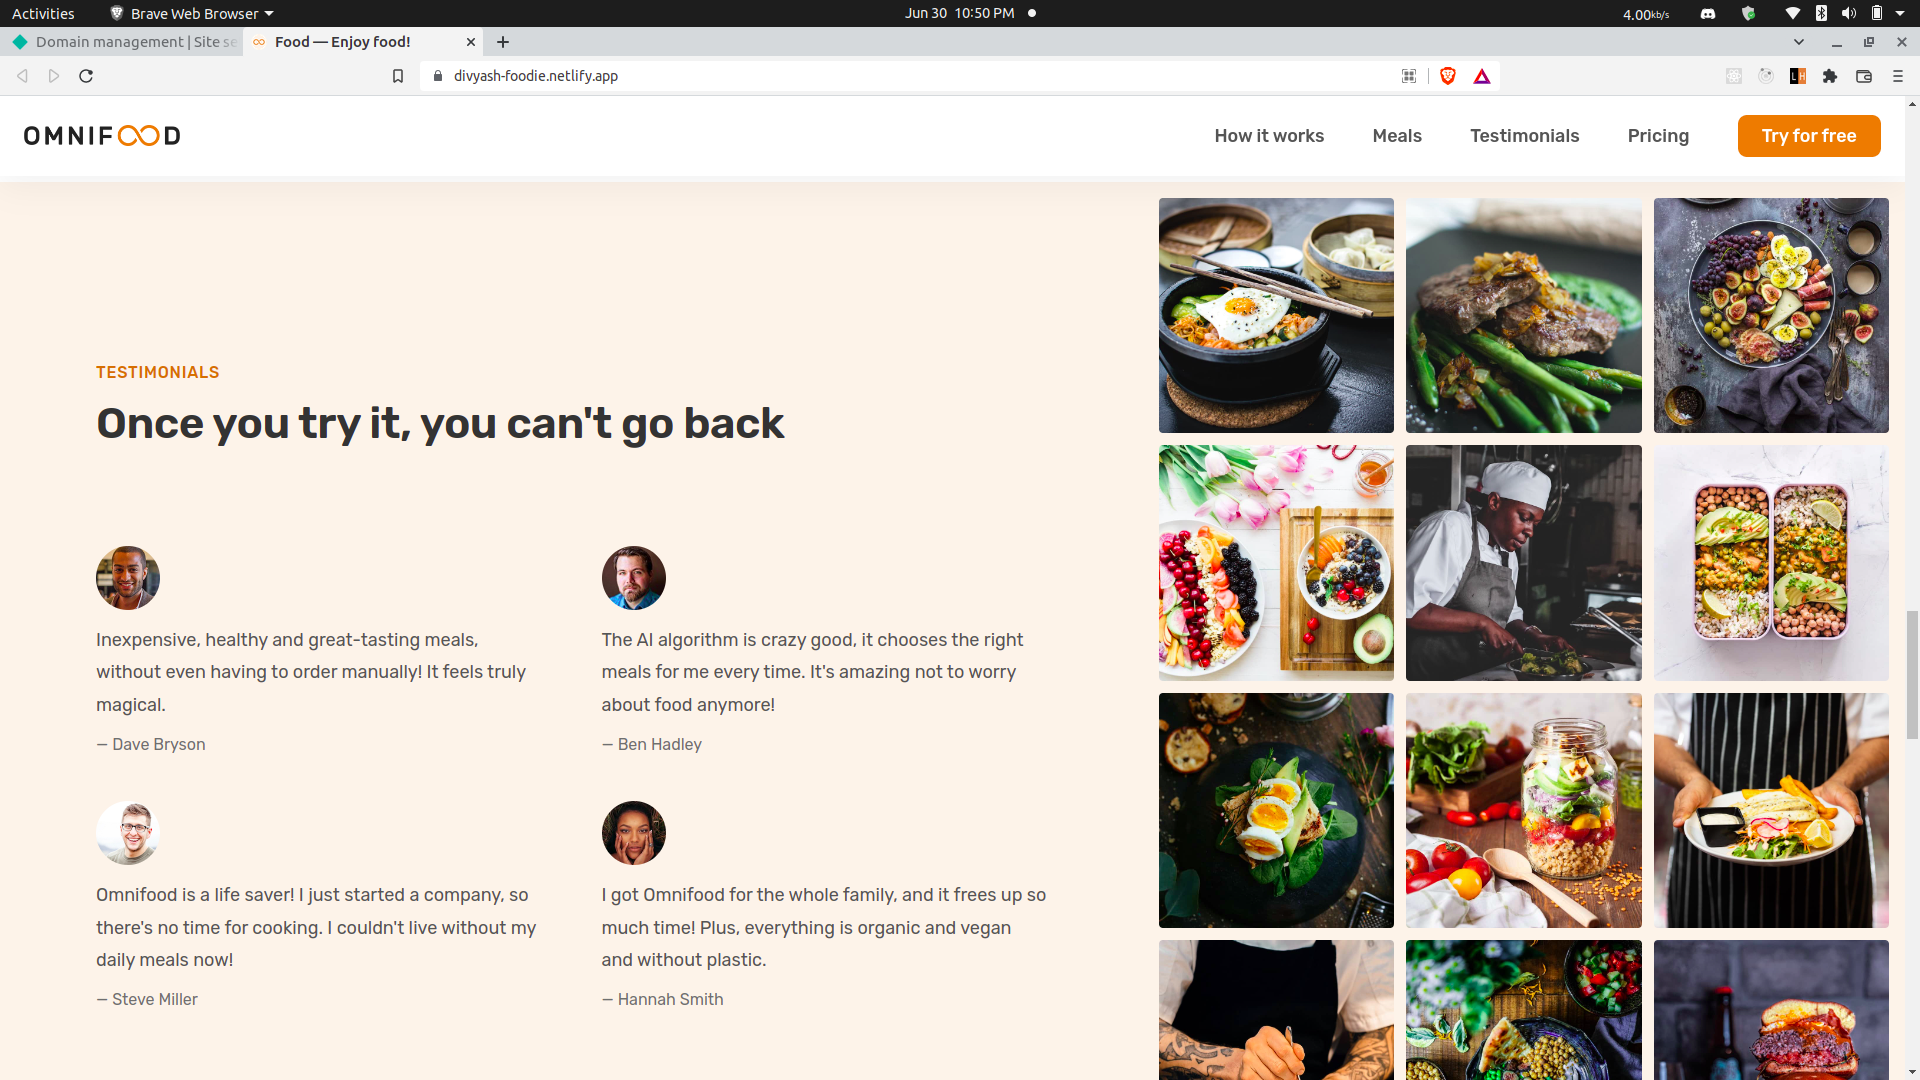 Activities
Brave Web Browser
Jun 30 10:50 PM
4.00kb/s
Domain management | Site se
Food — Enjoy food!
divyash-foodie.netlify.app
OMNIFOOD
How it works
Meals
Testimonials
Pricing
Try for free
TESTIMONIALS
Once you try it, you can't go back
Inexpensive, healthy and great-tasting meals,
without even having to order manually! It feels truly
magical.
— Dave Bryson
The AI algorithm is crazy good, it chooses the right
meals for me every time. It's amazing not to worry
about food anymore!
— Ben Hadley
Omnifood is a life saver! I just started a company, so
there's no time for cooking. I couldn't live without my
daily meals now!
— Steve Miller
I got Omnifood for the whole family, and it frees up so
much time! Plus, everything is organic and vegan
and without plastic.
— Hannah Smith